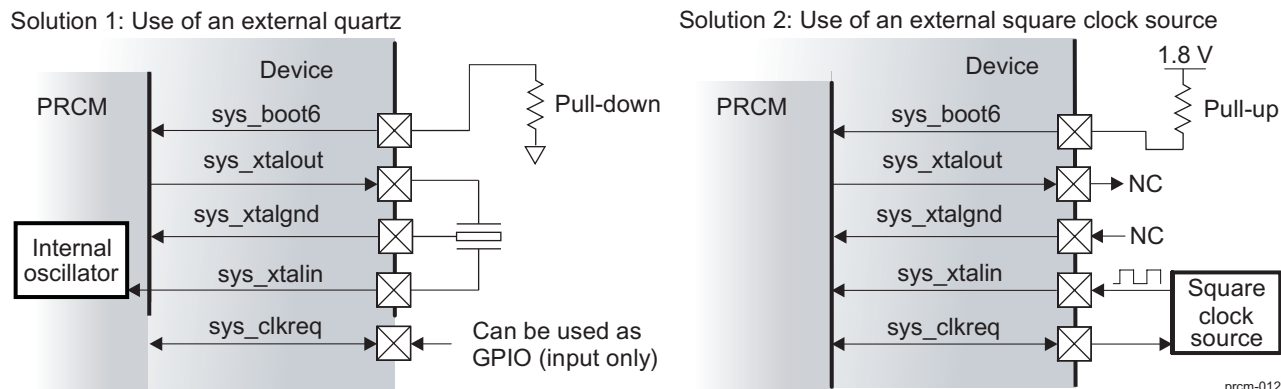 Solution 1: Use of an external quartz
Device
PRCM
sys_boot6
Pull-down
sys_xtalout
sys_xtalgnd
Internal
oscillator
sys_xtalin
sys_clkreq
Can be used as
GPIO (input only)
Solution 2: Use of an external square clock source
1.8 V
Device
PRCM
sys_boot6
Pull-up
sys_xtalout
NC
sys_xtalgnd
NC
sys_xtalin
Square
clock
source
sys_clkreq
prcm-012